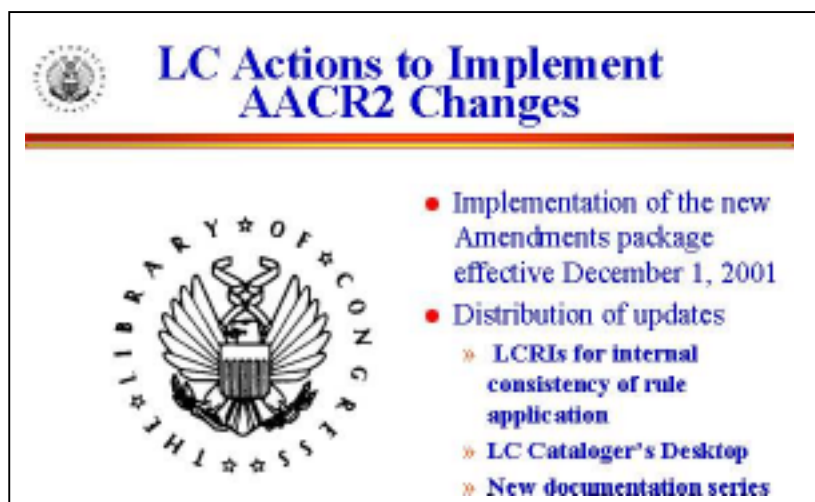 LC Actions to Implement
AACR2 Changes
THE LIBRARY OF CONGRESS
• Implementation of the new
Amendments package
effective December 1, 2001
• Distribution of updates
» LCRIs for internal
consistency of rule
application
» LC Cataloger's Desktop
» New documentation series